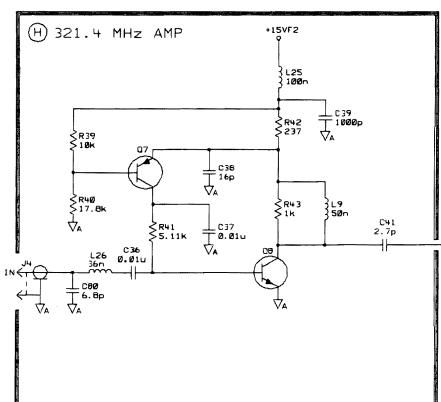 H 321.4 MHz AMP
+15VF2
L25
100n
C39
1000p
A
R42
237
R39
10k
Q7
C38
16p
A
R40
17.8k
A
R43
1k
L9
50n
R41
5.11k
C37
0.01u
A
C41
2.7p
C36
0.01u
L26
36n
Q8
J4
IN
C80
6.8p
A
A
A